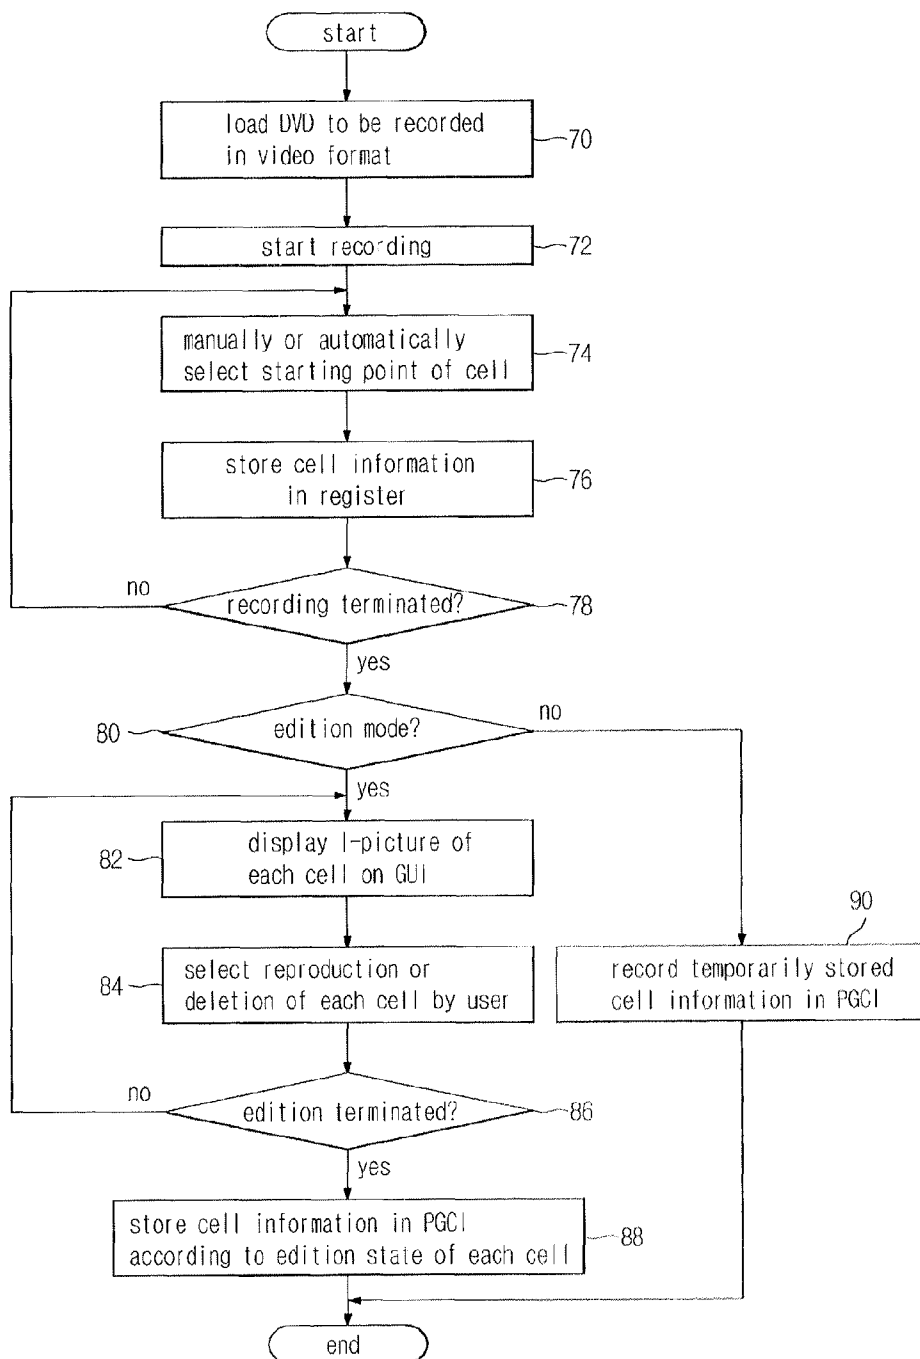 start
load DVD to be recorded
in video format
70
start recording
72
manually or automatically
select starting point of cell
74
store cell information
in register
76
no
recording terminated?
78
yes
80
edition mode?
no
yes
82
display I-picture of
each cell on GUI
84
select reproduction or
deletion of each cell by user
90
record temporarily stored
cell information in PGCI
no
edition terminated?
86
yes
store cell information in PGCI
according to edition state of each cell
88
end